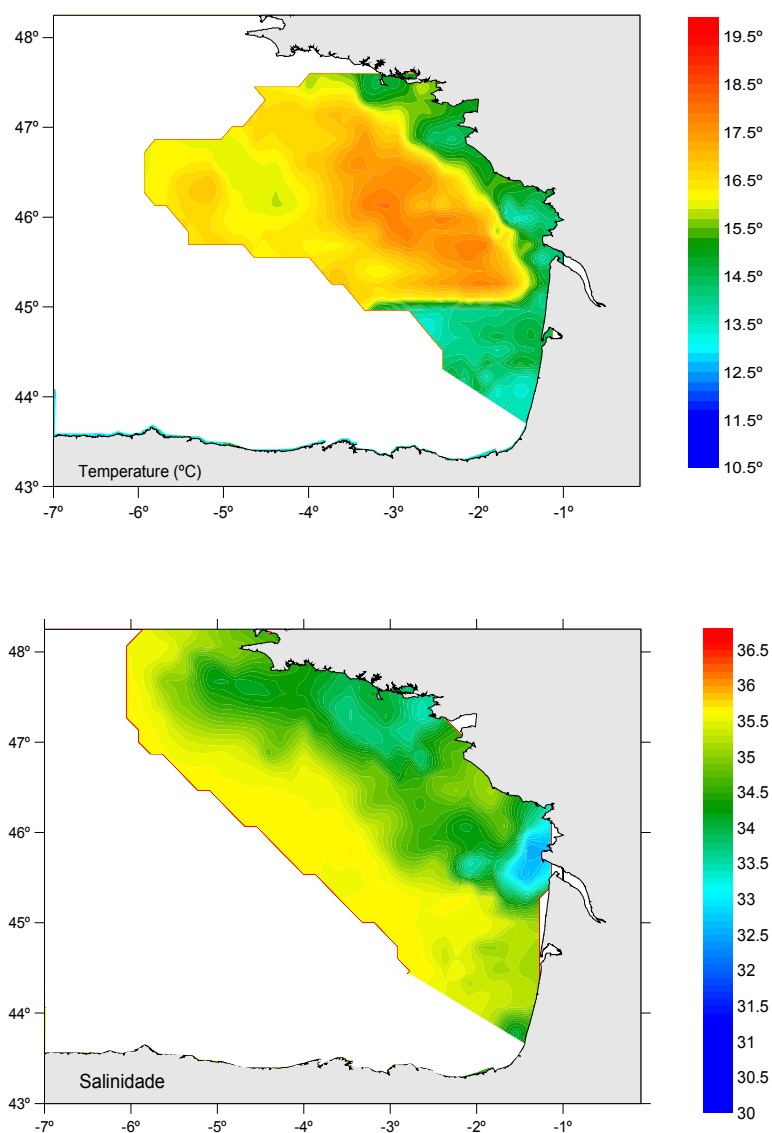 48º
47º
46º
45º
44º
43º
Temperature (ºC)
-7º -6º -5º -4º -3º -2º -1º
19.5º
18.5º
17.5º
16.5º
15.5º
14.5º
13.5º
12.5º
11.5º
10.5º
48º
47º
46º
45º
44º
43º
Salinidade
-7º -6º -5º -4º -3º -2º -1º
36.5
36
35.5
35
34.5
34
33.5
33
32.5
32
31.5
31
30.5
30